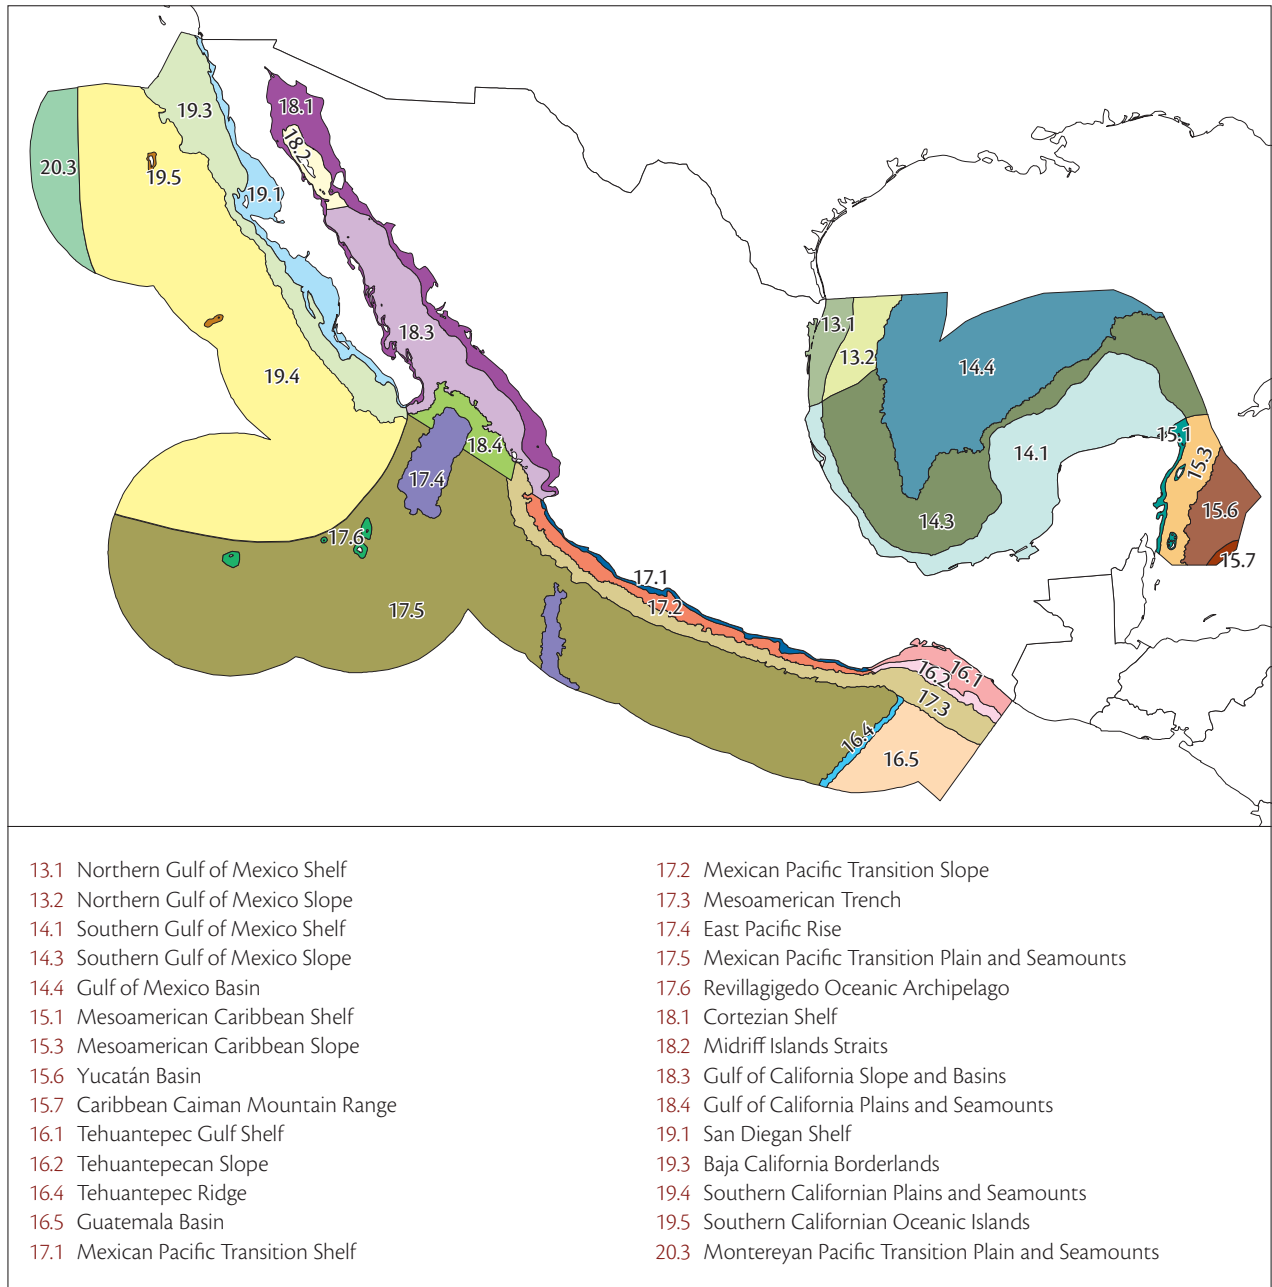 20.3
19.5
19.3
19.1
18.1
18.2
18.3
19.4
18.4
17.4
17.6
17.5
17.1
17.2
16.1
16.2
17.3
16.4
16.5
13.1
13.2
14.4
14.1
14.3
15.1
15.3
15.6
15.7
13.1 Northern Gulf of Mexico Shelf
13.2 Northern Gulf of Mexico Slope
14.1 Southern Gulf of Mexico Shelf
14.3 Southern Gulf of Mexico Slope
14.4 Gulf of Mexico Basin
15.1 Mesoamerican Caribbean Shelf
15.3 Mesoamerican Caribbean Slope
15.6 Yucatán Basin
15.7 Caribbean Caiman Mountain Range
16.1 Tehuantepec Gulf Shelf
16.2 Tehuantepecan Slope
16.4 Tehuantepec Ridge
16.5 Guatemala Basin
17.1 Mexican Pacific Transition Shelf
17.2 Mexican Pacific Transition Slope
17.3 Mesoamerican Trench
17.4 East Pacific Rise
17.5 Mexican Pacific Transition Plain and Seamounts
17.6 Revillagigedo Oceanic Archipelago
18.1 Cortezian Shelf
18.2 Midriff Islands Straits
18.3 Gulf of California Slope and Basins
18.4 Gulf of California Plains and Seamounts
19.1 San Diegan Shelf
19.3 Baja California Borderlands
19.4 Southern Californian Plains and Seamounts
19.5 Southern Californian Oceanic Islands
20.3 Montereyan Pacific Transition Plain and Seamounts